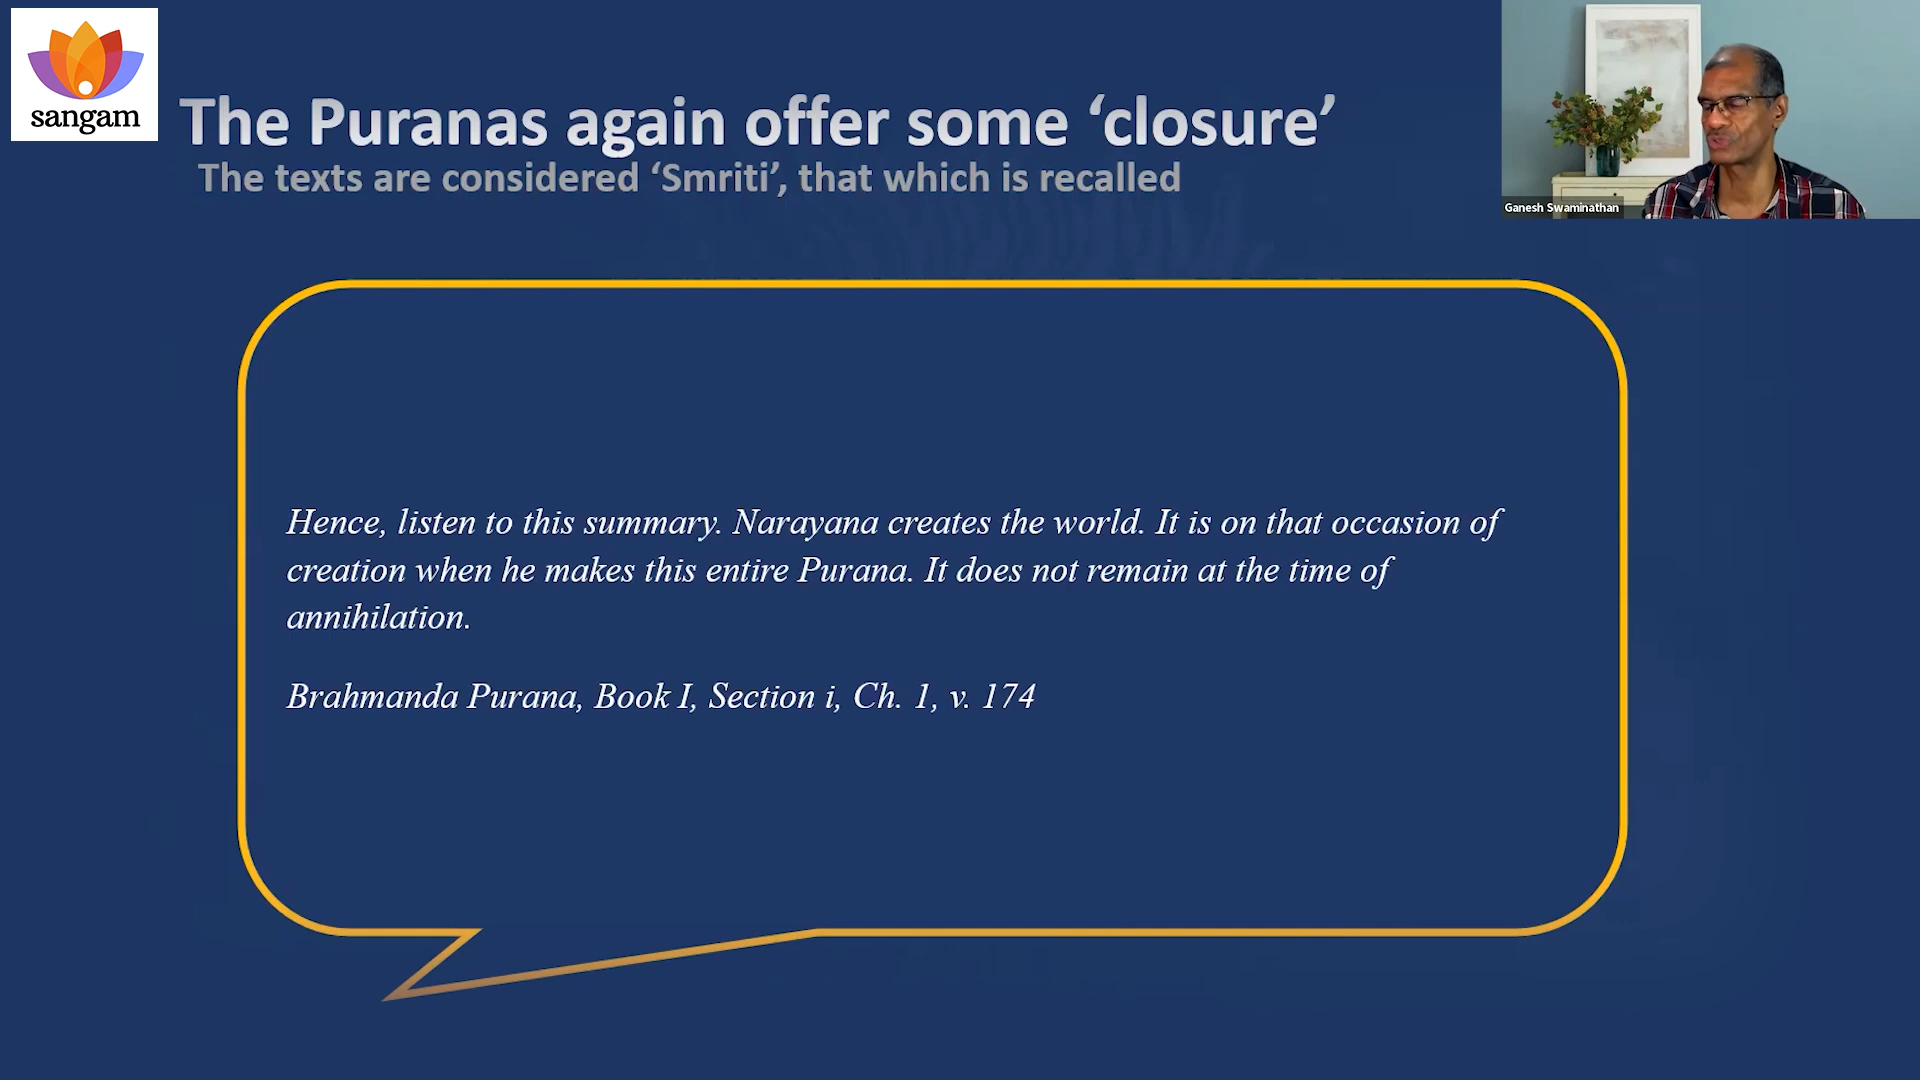 sangam
The Puranas again offer some ‘closure’
The texts are considered ‘Smriti’, that which is recalled
Ganesh Swaminathan
Hence, listen to this summary. Narayana creates the world. It is on that occasion of
creation when he makes this entire Purana. It does not remain at the time of
annihilation.
Brahmanda Purana, Book I, Section i, Ch. 1, v. 174